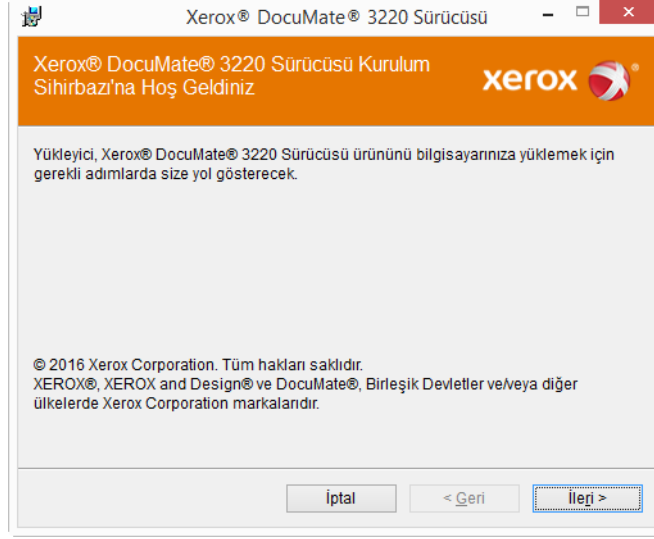 Xerox® DocuMate® 3220 Sürücüsü
Xerox® DocuMate® 3220 Sürücüsü Kurulum
Sihirbazı'na Hoş Geldiniz
xerox
Yükleyici, Xerox® DocuMate® 3220 Sürücüsü ürününü bilgisayarınıza yüklemek için
gerekli adımlarda size yol gösterecek.
© 2016 Xerox Corporation. Tüm hakları saklıdır.
XEROX®, XEROX and Design® ve DocuMate®, Birleşik Devletler ve/veya diğer
ülkelerde Xerox Corporation markalarıdır.
İptal
< Geri
İleri >